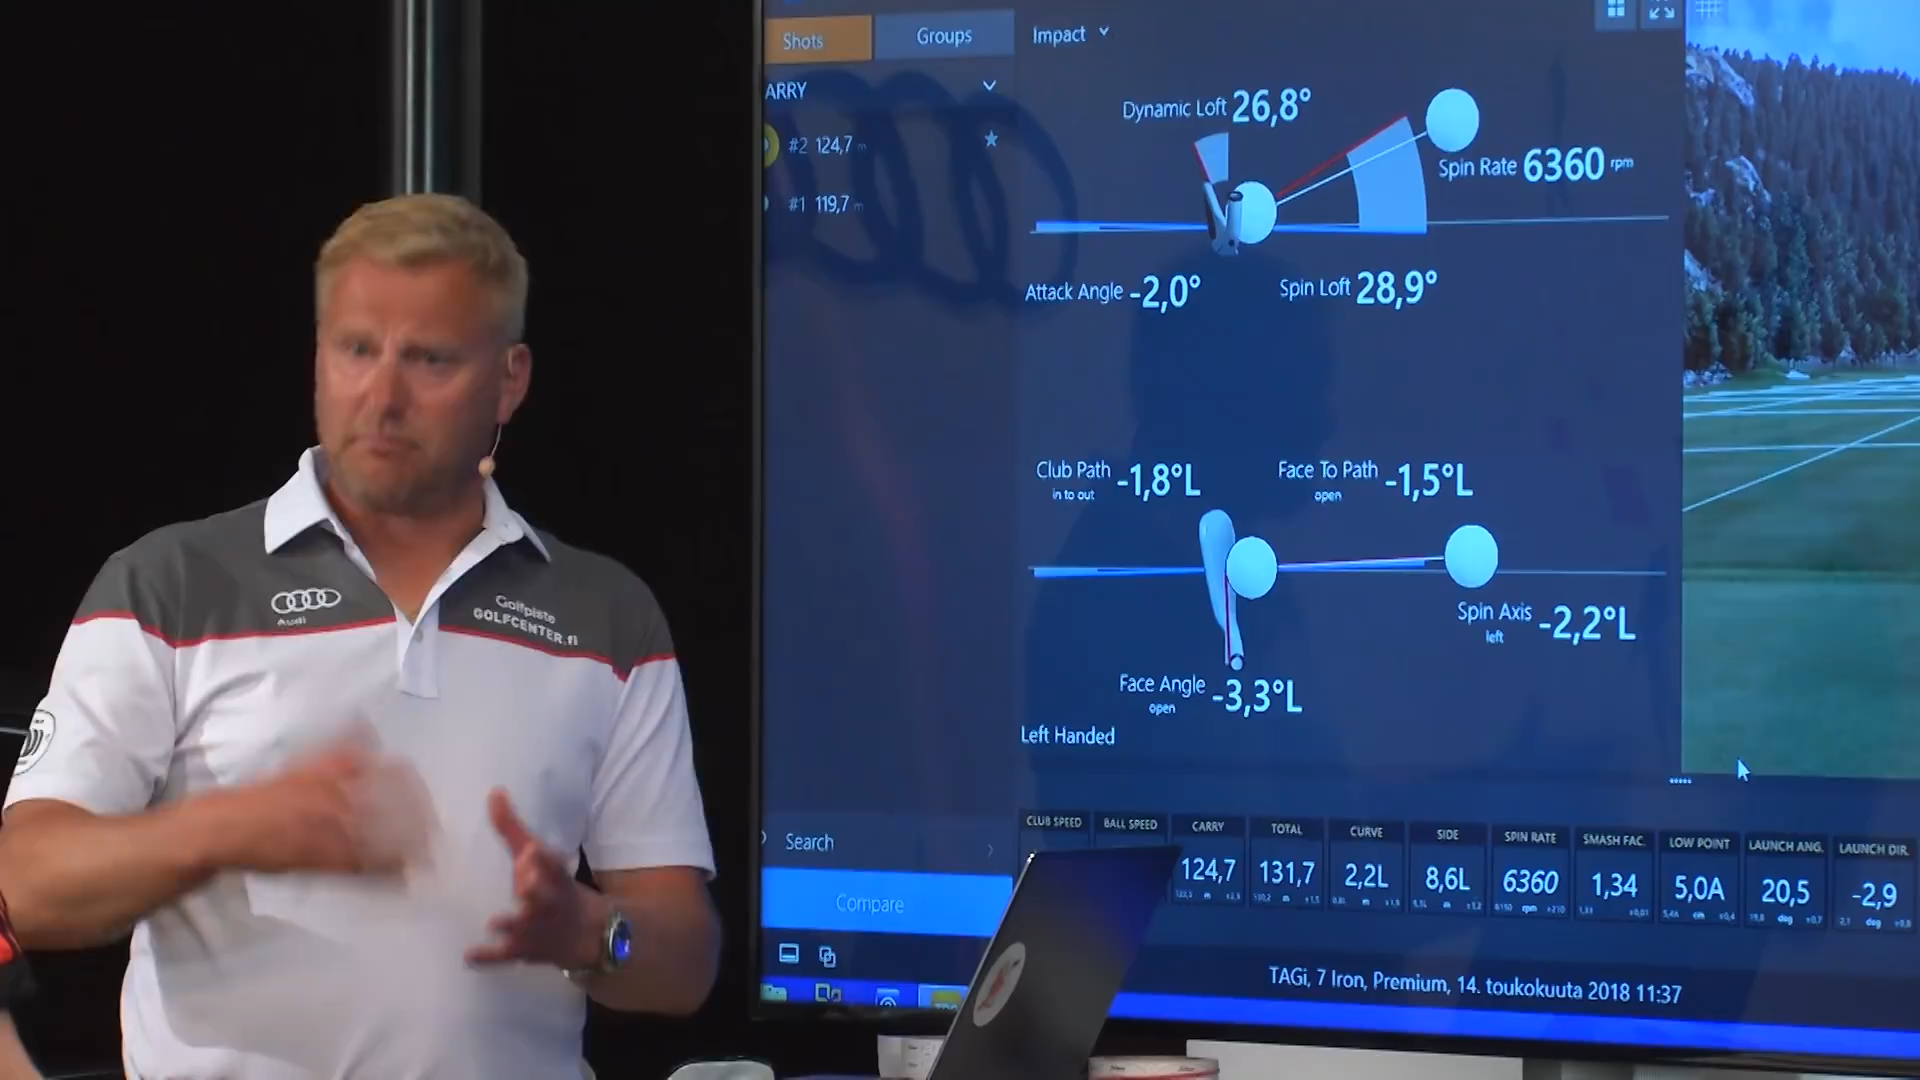 Shots
Groups
Impact
ARRY
#2 124,7 m
#1 119,7 m
Dynamic Loft 26,8°
Spin Rate 6360 rpm
Attack Angle -2,0°
Spin Loft 28,9°
Club Path -1,8°L
in to out
Face To Path -1,5°L
open
Spin Axis -2,2°L
left
Face Angle -3,3°L
open
Left Handed
Search
Compare
CLUB SPEED
BALL SPEED
CARRY
124,7
TOTAL
131,7
CURVE
2,2L
SIDE
8,6L
SPIN RATE
6360
rpm
SMASH FAC.
1,34
LOW POINT
5,0A
cm
LAUNCH ANG.
20,5
deg
LAUNCH DIR.
-2,9
deg
TAGi, 7 Iron, Premium, 14. toukokuuta 2018 11:37
Audi
Golfpiste
GOLFCENTER.fi